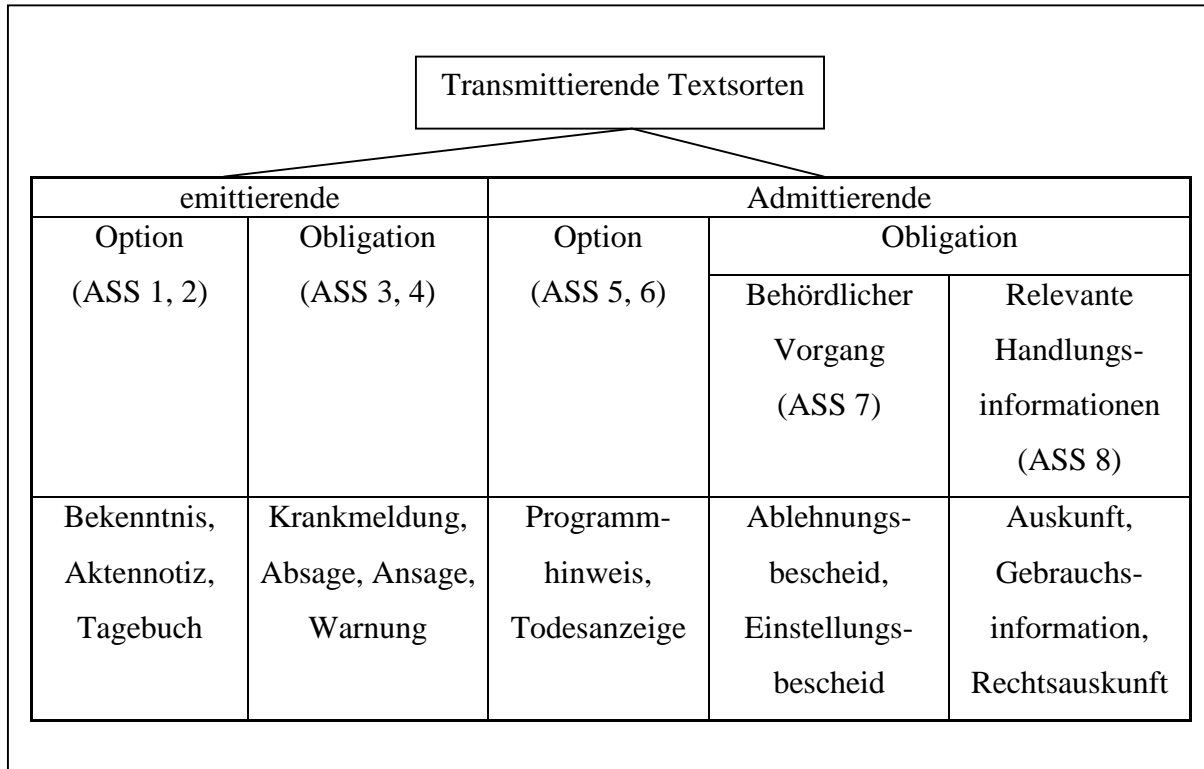 Transmittierende Textsorten
emittierende
Admittierende
Option
(ASS 1, 2)
Obligation
(ASS 3, 4)
Option
(ASS 5, 6)
Obligation
Behördlicher
Vorgang
(ASS 7)
Relevante
Handlungs-
informationen
(ASS 8)
Bekenntnis,
Aktennotiz,
Tagebuch
Krankmeldung,
Absage, Ansage,
Warnung
Programm-
hinweis,
Todesanzeige
Ablehnungs-
bescheid,
Einstellungs-
bescheid
Auskunft,
Gebrauchs-
information,
Rechtsauskunft